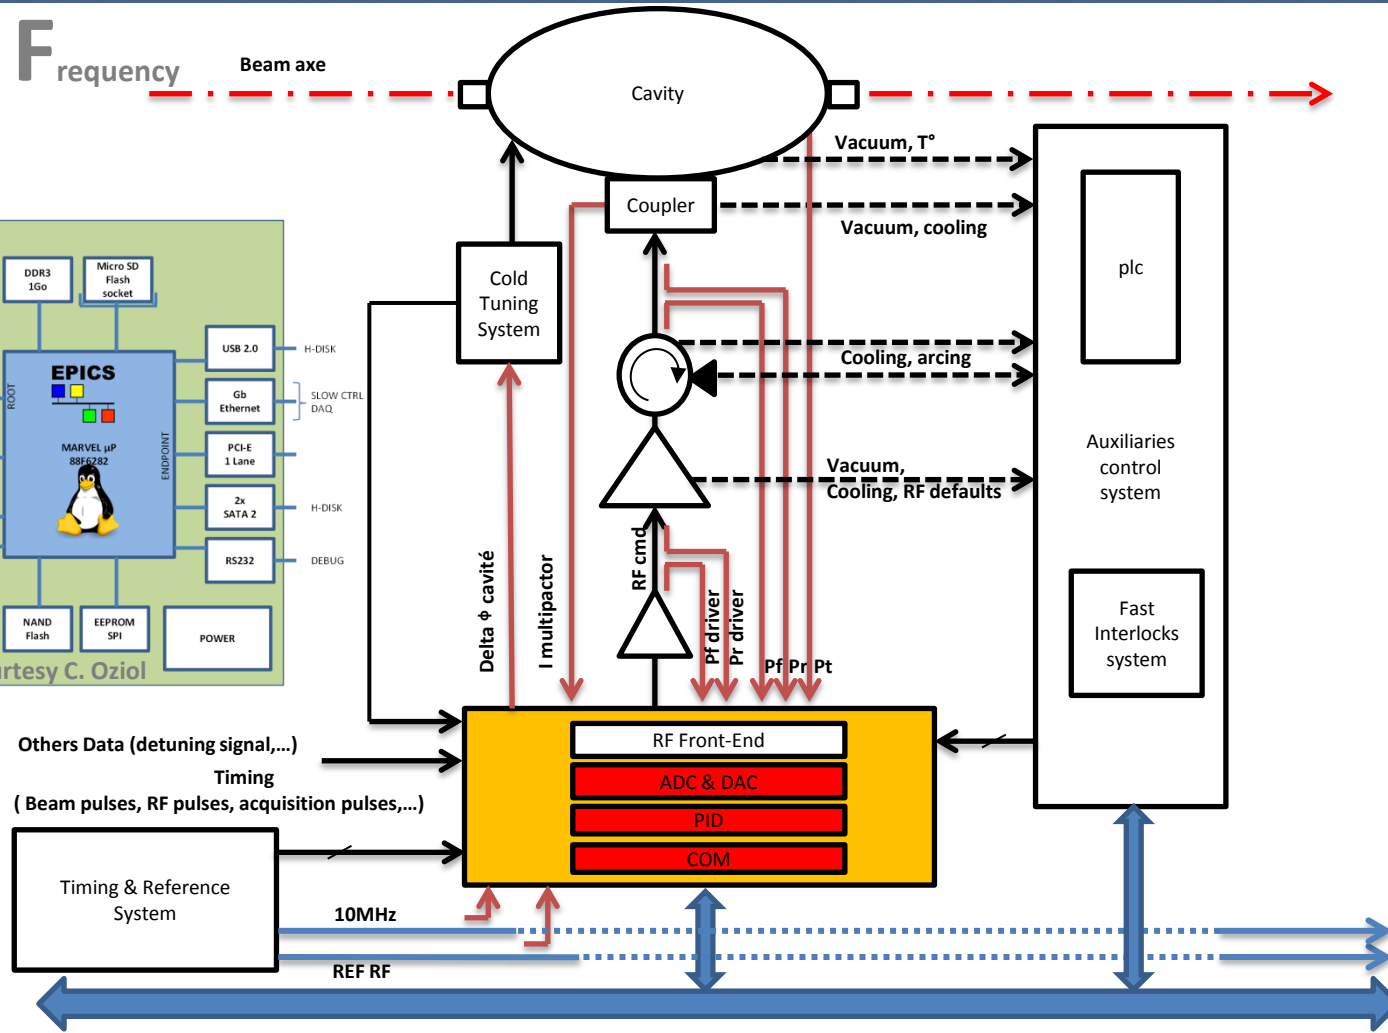 Frequency
Beam axe
Cavity
Vacuum, T°
Coupler
Vacuum, cooling
plc
Cold
Tuning
System
DDR3
1Go
Micro SD
Flash
socket
USB 2.0
H-DISK
EPICS
ROOT
Gb
Ethernet
SLOW CTRL
DAQ
Cooling, arcing
MARVEL µP
88F6282
ENDPOINT
PCI-E
1 Lane
Auxiliaries
control
system
Vacuum,
Cooling, RF defaults
2x
SATA 2
H-DISK
RS232
DEBUG
RF cmd
Delta Φ cavité
I multipactor
Pf driver
Pr driver
Pf Pr Pt
Fast
Interlocks
system
NAND
Flash
EEPROM
SPI
POWER
rtesy C. Oziol
Others Data (detuning signal,...)
RF Front-End
Timing
ADC & DAC
( Beam pulses, RF pulses, acquisition pulses,...)
PID
COM
Timing & Reference
System
10MHz
REF RF